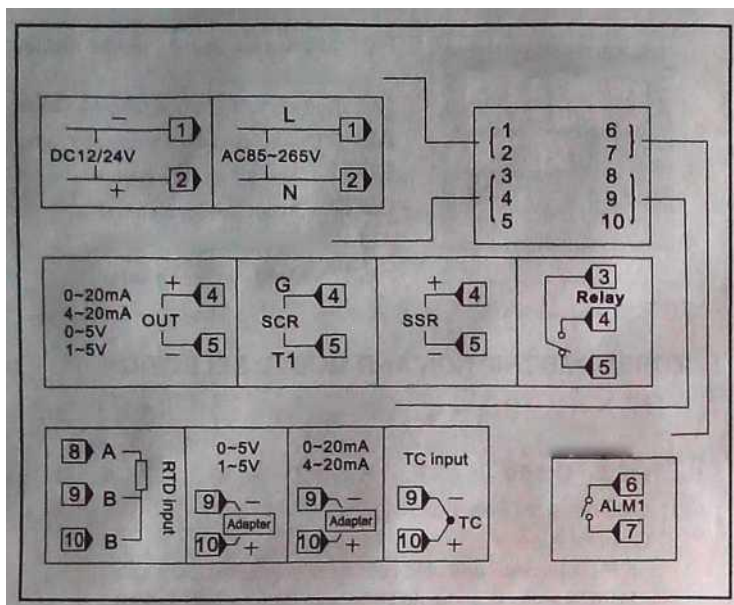 − 1
DC12/24V
+ 2
L 1
AC85~265V
N 2
1 6
2 7
3 8
4 9
5 10
0~20mA
4~20mA
0~5V
1~5V
OUT
+ 4
− 5
G 4
SCR
T1 5
+ 4
SSR
− 5
3
Relay
4
5
8 A
9 B
10 B
RTD Input
0~5V
1~5V
9 −
Adapter
10 +
0~20mA
4~20mA
9 −
Adapter
10 +
TC input
9 −
TC
10 +
6
ALM1
7